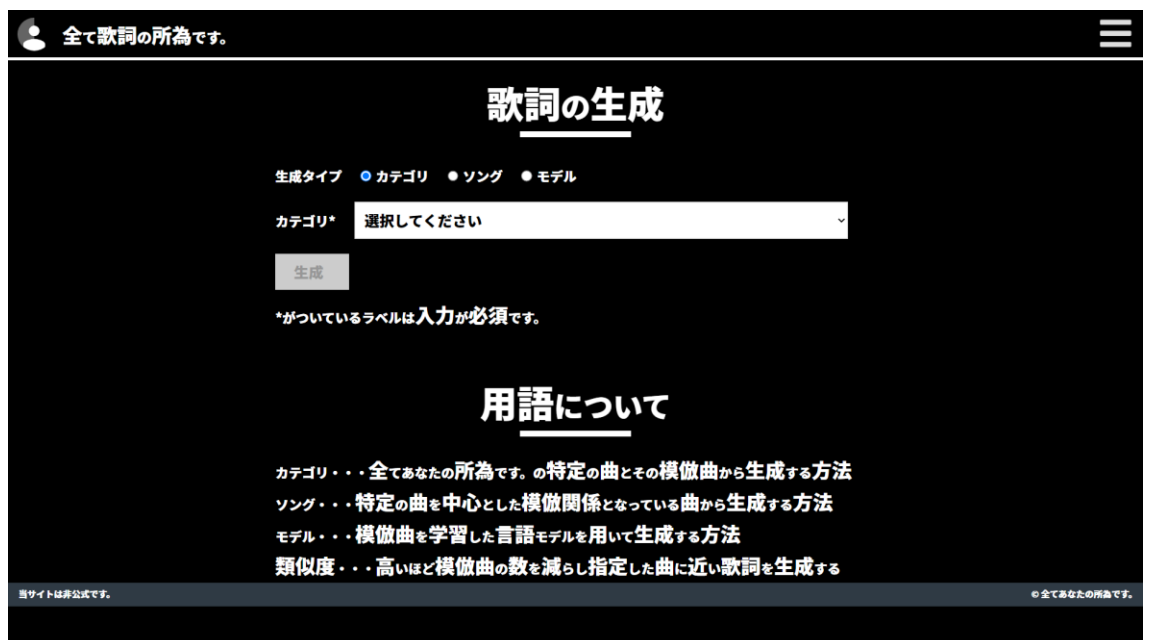 全て歌詞の所為です。
歌詞の生成
生成タイプ カテゴリ ソング モデル
カテゴリ* 選択してください
生成
*がついているラベルは入力が必須です。
用語について
カテゴリ・・・全てあなたの所為です。の特定の曲とその模倣曲から生成する方法
ソング・・・特定の曲を中心とした模倣関係となっている曲から生成する方法
モデル・・・模倣曲を学習した言語モデルを用いて生成する方法
類似度・・・高いほど模倣曲の数を減らし指定した曲に近い歌詞を生成する
当サイトは非公式です。 © 全てあなたの所為です。